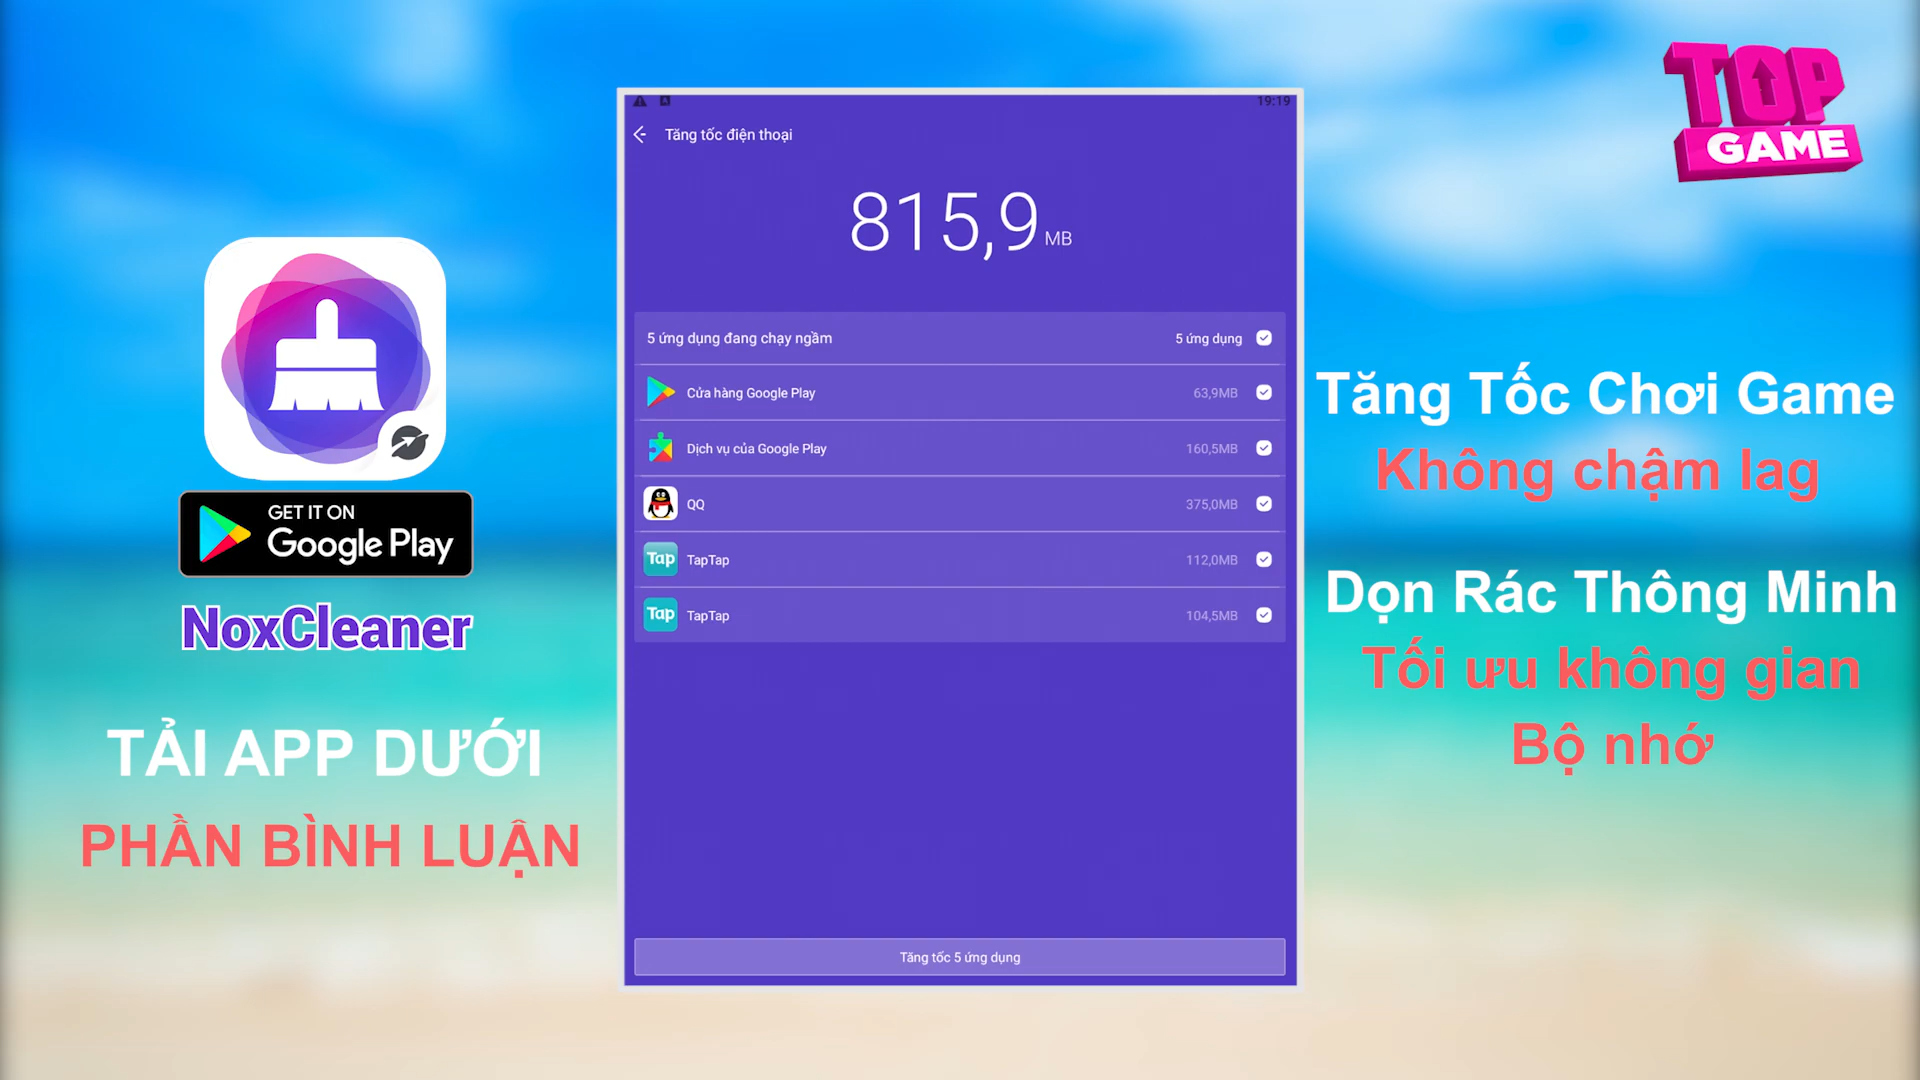 GET IT ON
Google Play
NoxCleaner
TẢI APP DƯỚI
PHẦN BÌNH LUẬN
19:19
Tăng tốc điện thoại
815,9 MB
5 ứng dụng đang chạy ngầm 5 ứng dụng
Cửa hàng Google Play 63,9MB
Dịch vụ của Google Play 160,5MB
QQ 375,0MB
Tap TapTap 112,0MB
Tap TapTap 104,5MB
Tăng tốc 5 ứng dụng
TOP
GAME
Tăng Tốc Chơi Game
Không chậm lag
Dọn Rác Thông Minh
Tối ưu không gian
Bộ nhớ